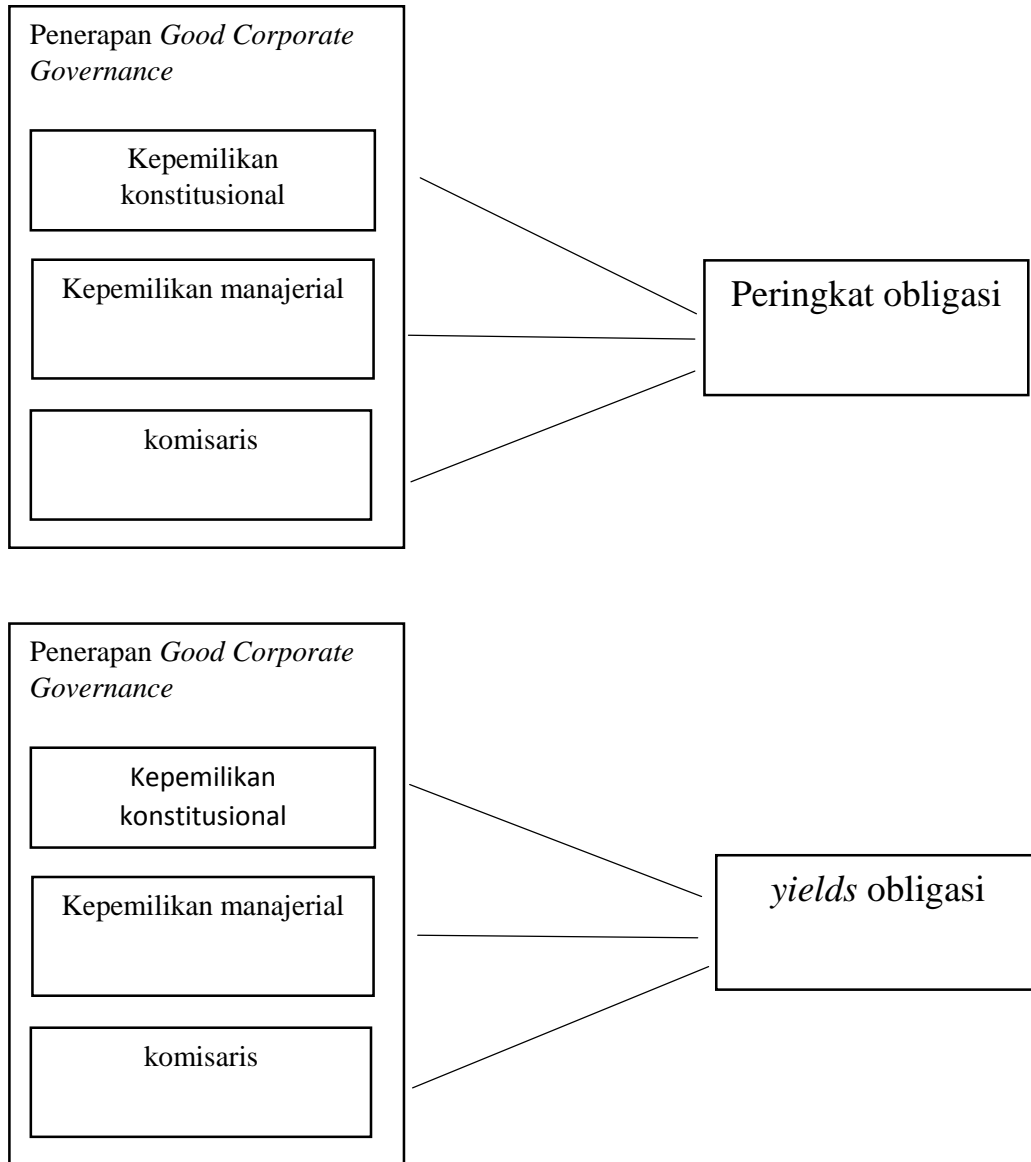 Penerapan Good Corporate
Governance
Kepemilikan
konstitusional
Kepemilikan manajerial
komisaris
Peringkat obligasi
Penerapan Good Corporate
Governance
Kepemilikan
konstitusional
Kepemilikan manajerial
komisaris
yields obligasi